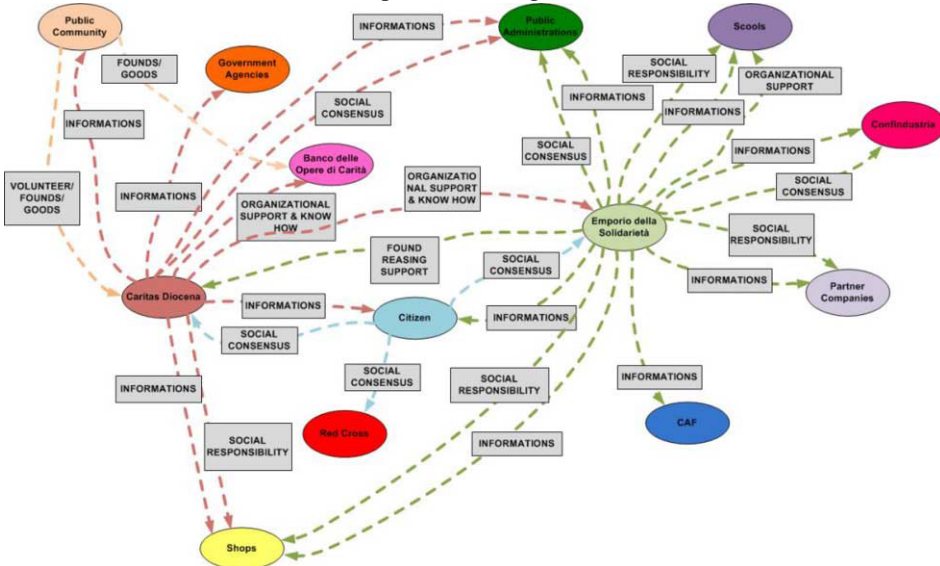 Public
Community
INFORMATIONS
Public
Administrations
Scools
FOUNDS/
GOODS
Government
Agencies
SOCIAL
RESPONSIBILITY
ORGANIZATIONAL
SUPPORT
SOCIAL
CONSENSUS
INFORMATIONS
INFORMATIONS
INFORMATIONS
Confindustria
SOCIAL
CONSENSUS
INFORMATIONS
Banco delle
Opere di Carità
ORGANIZATIO
NAL SUPPORT
& KNOW HOW
SOCIAL
CONSENSUS
VOLUNTEER/
FOUNDS/
GOODS
INFORMATIONS
ORGANIZATIONAL
SUPPORT & KNOW
HOW
Emporio della
Solidarietà
SOCIAL
RESPONSIBILITY
FOUND
REASING
SUPPORT
SOCIAL
CONSENSUS
INFORMATIONS
Partner
Companies
Caritas Diocena
INFORMATIONS
Citizen
INFORMATIONS
SOCIAL
CONSENSUS
SOCIAL
CONSENSUS
SOCIAL
RESPONSIBILITY
INFORMATIONS
INFORMATIONS
Red Cross
CAF
SOCIAL
RESPONSIBILITY
INFORMATIONS
Shops